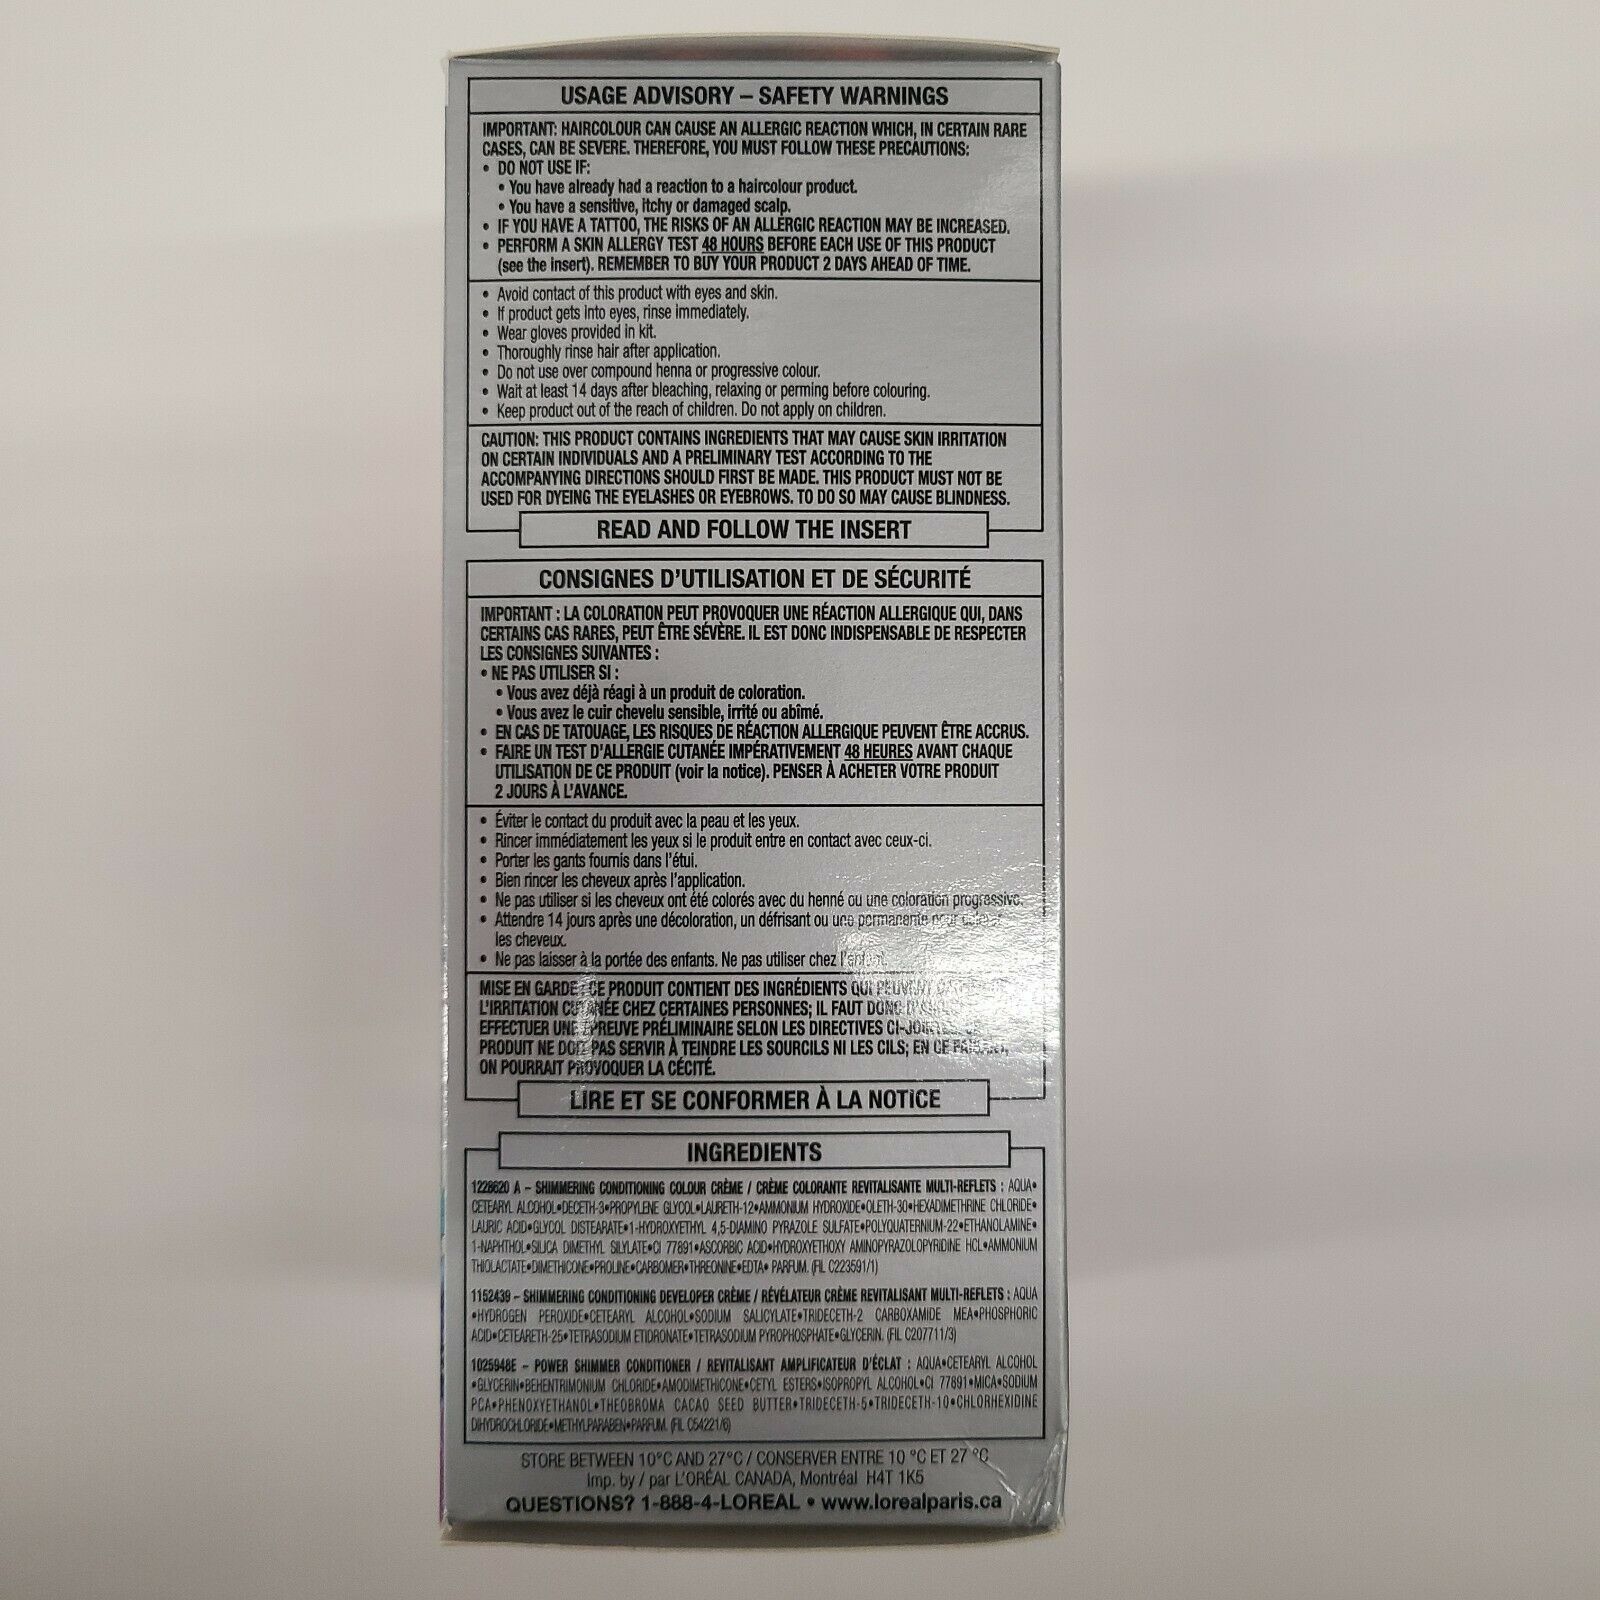 USAGE ADVISORY – SAFETY WARNINGS
IMPORTANT: HAIRCOLOUR CAN CAUSE AN ALLERGIC REACTION WHICH, IN CERTAIN RARE
CASES, CAN BE SEVERE. THEREFORE, YOU MUST FOLLOW THESE PRECAUTIONS:
• DO NOT USE IF:
• You have already had a reaction to a haircolour product.
• You have a sensitive, itchy or damaged scalp.
• IF YOU HAVE A TATTOO, THE RISKS OF AN ALLERGIC REACTION MAY BE INCREASED.
• PERFORM A SKIN ALLERGY TEST 48 HOURS BEFORE EACH USE OF THIS PRODUCT
(see the insert). REMEMBER TO BUY YOUR PRODUCT 2 DAYS AHEAD OF TIME.
• Avoid contact of this product with eyes and skin.
• If product gets into eyes, rinse immediately.
• Wear gloves provided in kit.
• Thoroughly rinse hair after application.
• Do not use over compound henna or progressive colour.
• Wait at least 14 days after bleaching, relaxing or perming before colouring.
• Keep product out of the reach of children. Do not apply on children.
CAUTION: THIS PRODUCT CONTAINS INGREDIENTS THAT MAY CAUSE SKIN IRRITATION
ON CERTAIN INDIVIDUALS AND A PRELIMINARY TEST ACCORDING TO THE
ACCOMPANYING DIRECTIONS SHOULD FIRST BE MADE. THIS PRODUCT MUST NOT BE
USED FOR DYEING THE EYELASHES OR EYEBROWS. TO DO SO MAY CAUSE BLINDNESS.
READ AND FOLLOW THE INSERT
CONSIGNES D'UTILISATION ET DE SÉCURITÉ
IMPORTANT : LA COLORATION PEUT PROVOQUER UNE RÉACTION ALLERGIQUE QUI, DANS
CERTAINS CAS RARES, PEUT ÊTRE SÉVÈRE. IL EST DONC INDISPENSABLE DE RESPECTER
LES CONSIGNES SUIVANTES :
• NE PAS UTILISER SI :
• Vous avez déjà réagi à un produit de coloration.
• Vous avez le cuir chevelu sensible, irrité ou abîmé.
• EN CAS DE TATOUAGE, LES RISQUES DE RÉACTION ALLERGIQUE PEUVENT ÊTRE ACCRUS.
• FAIRE UN TEST D'ALLERGIE CUTANÉE IMPÉRATIVEMENT 48 HEURES AVANT CHAQUE
UTILISATION DE CE PRODUIT (voir la notice). PENSER À ACHETER VOTRE PRODUIT
2 JOURS À L'AVANCE.
• Éviter le contact du produit avec la peau et les yeux.
• Rincer immédiatement les yeux si le produit entre en contact avec ceux-ci.
• Porter les gants fournis dans l'étui.
• Bien rincer les cheveux après l'application.
• Ne pas utiliser si les cheveux ont été colorés avec du henné ou une coloration progressive.
• Attendre 14 jours après une décoloration, un défrisant ou une permanente
les cheveux.
• Ne pas laisser à la portée des enfants. Ne pas utiliser chez l'enfant.
MISE EN GARDE : CE PRODUIT CONTIENT DES INGRÉDIENTS QUI PEUVENT
L'IRRITATION CUTANÉE CHEZ CERTAINES PERSONNES; IL FAUT DONC
EFFECTUER UNE ÉPREUVE PRÉLIMINAIRE SELON LES DIRECTIVES
PRODUIT NE DOIT PAS SERVIR À TEINDRE LES SOURCILS NI LES CILS; EN CE FAISANT,
ON POURRAIT PROVOQUER LA CÉCITÉ.
LIRE ET SE CONFORMER À LA NOTICE
INGREDIENTS
1228620 A – SHIMMERING CONDITIONING COLOUR CRÈME / CRÈME COLORANTE REVITALISANTE MULTI-REFLETS : AQUA•
CETEARYL ALCOHOL•DECETH-3•PROPYLENE GLYCOL•LAURETH-12•AMMONIUM HYDROXIDE•OLETH-30•HEXADIMETHRINE CHLORIDE•
LAURIC ACID•GLYCOL DISTEARATE•1-HYDROXYETHYL 4,5-DIAMINO PYRAZOLE SULFATE•POLYQUATERNIUM-22•ETHANOLAMINE•
1-NAPHTHOL•SILICA DIMETHYL SILYLATE•CI 77891•ASCORBIC ACID•HYDROXYETHOXY AMINOPYRAZOLOPYRIDINE HCL•AMMONIUM
THIOLACTATE•DIMETHICONE•PROLINE•CARBOMER•THREONINE•EDTA• PARFUM. (FIL C223591/1)
1152439 – SHIMMERING CONDITIONING DEVELOPER CRÈME / RÉVÉLATEUR CRÈME REVITALISANT MULTI-REFLETS : AQUA
•HYDROGEN PEROXIDE•CETEARYL ALCOHOL•SODIUM SALICYLATE•TRIDECETH-2 CARBOXAMIDE MEA•PHOSPHORIC
ACID•CETEARETH-25•TETRASODIUM ETIDRONATE•TETRASODIUM PYROPHOSPHATE•GLYCERIN. (FIL C207711/3)
1025948E – POWER SHIMMER CONDITIONER / REVITALISANT AMPLIFICATEUR D'ÉCLAT : AQUA•CETEARYL ALCOHOL
•GLYCERIN•BEHENTRIMONIUM CHLORIDE•AMODIMETHICONE•CETYL ESTERS•ISOPROPYL ALCOHOL•CI 77891•MICA•SODIUM
PCA•PHENOXYETHANOL•THEOBROMA CACAO SEED BUTTER•TRIDECETH-5•TRIDECETH-10•CHLORHEXIDINE
DIHYDROCHLORIDE•METHYLPARABEN•PARFUM. (FIL C54221/6)
STORE BETWEEN 10°C AND 27°C / CONSERVER ENTRE 10 °C ET 27 °C
Imp. by / par L'ORÉAL CANADA, Montréal H4T 1K5
QUESTIONS? 1-888-4-LOREAL • www.lorealparis.ca